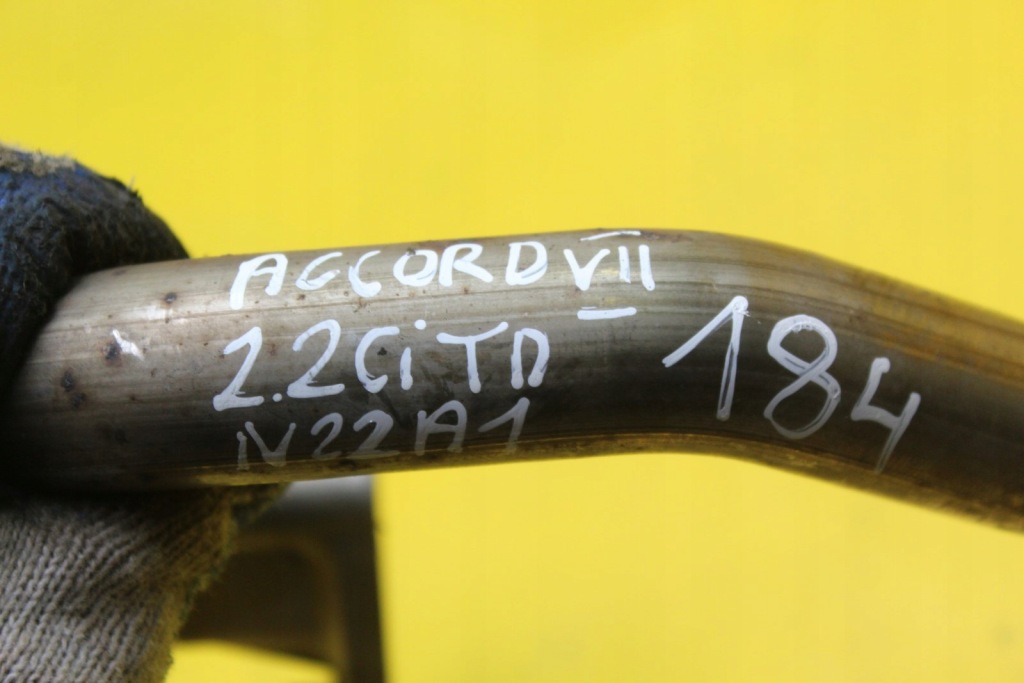 ACCORD VII
2.2 CiTD
N22A1
184